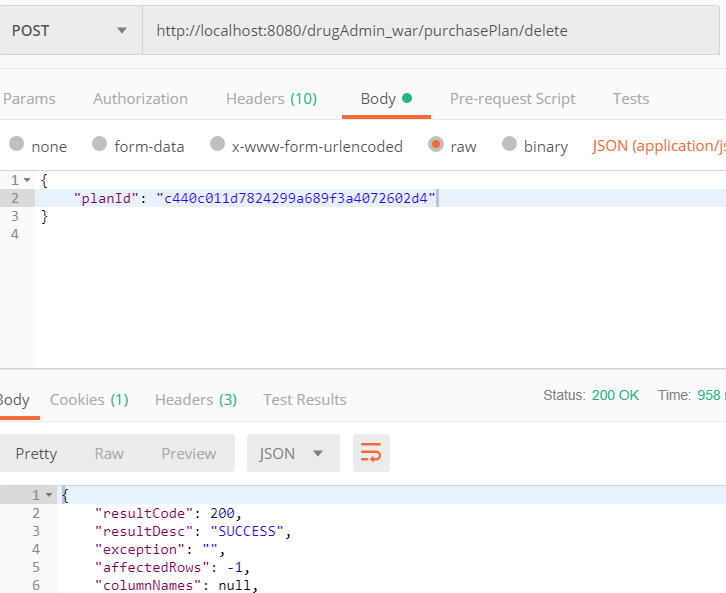 POST http://localhost:8080/drugAdmin_war/purchasePlan/delete
Params Authorization Headers (10) Body Pre-request Script Tests
none form-data x-www-form-urlencoded raw binary JSON (application/js
1 {
2 "planId": "c440c011d7824299a689f3a4072602d4"
3 }
4
Body Cookies (1) Headers (3) Test Results Status: 200 OK Time: 958
Pretty Raw Preview JSON
1 {
2 "resultCode": 200,
3 "resultDesc": "SUCCESS",
4 "exception": "",
5 "affectedRows": -1,
6 "columnNames": null,